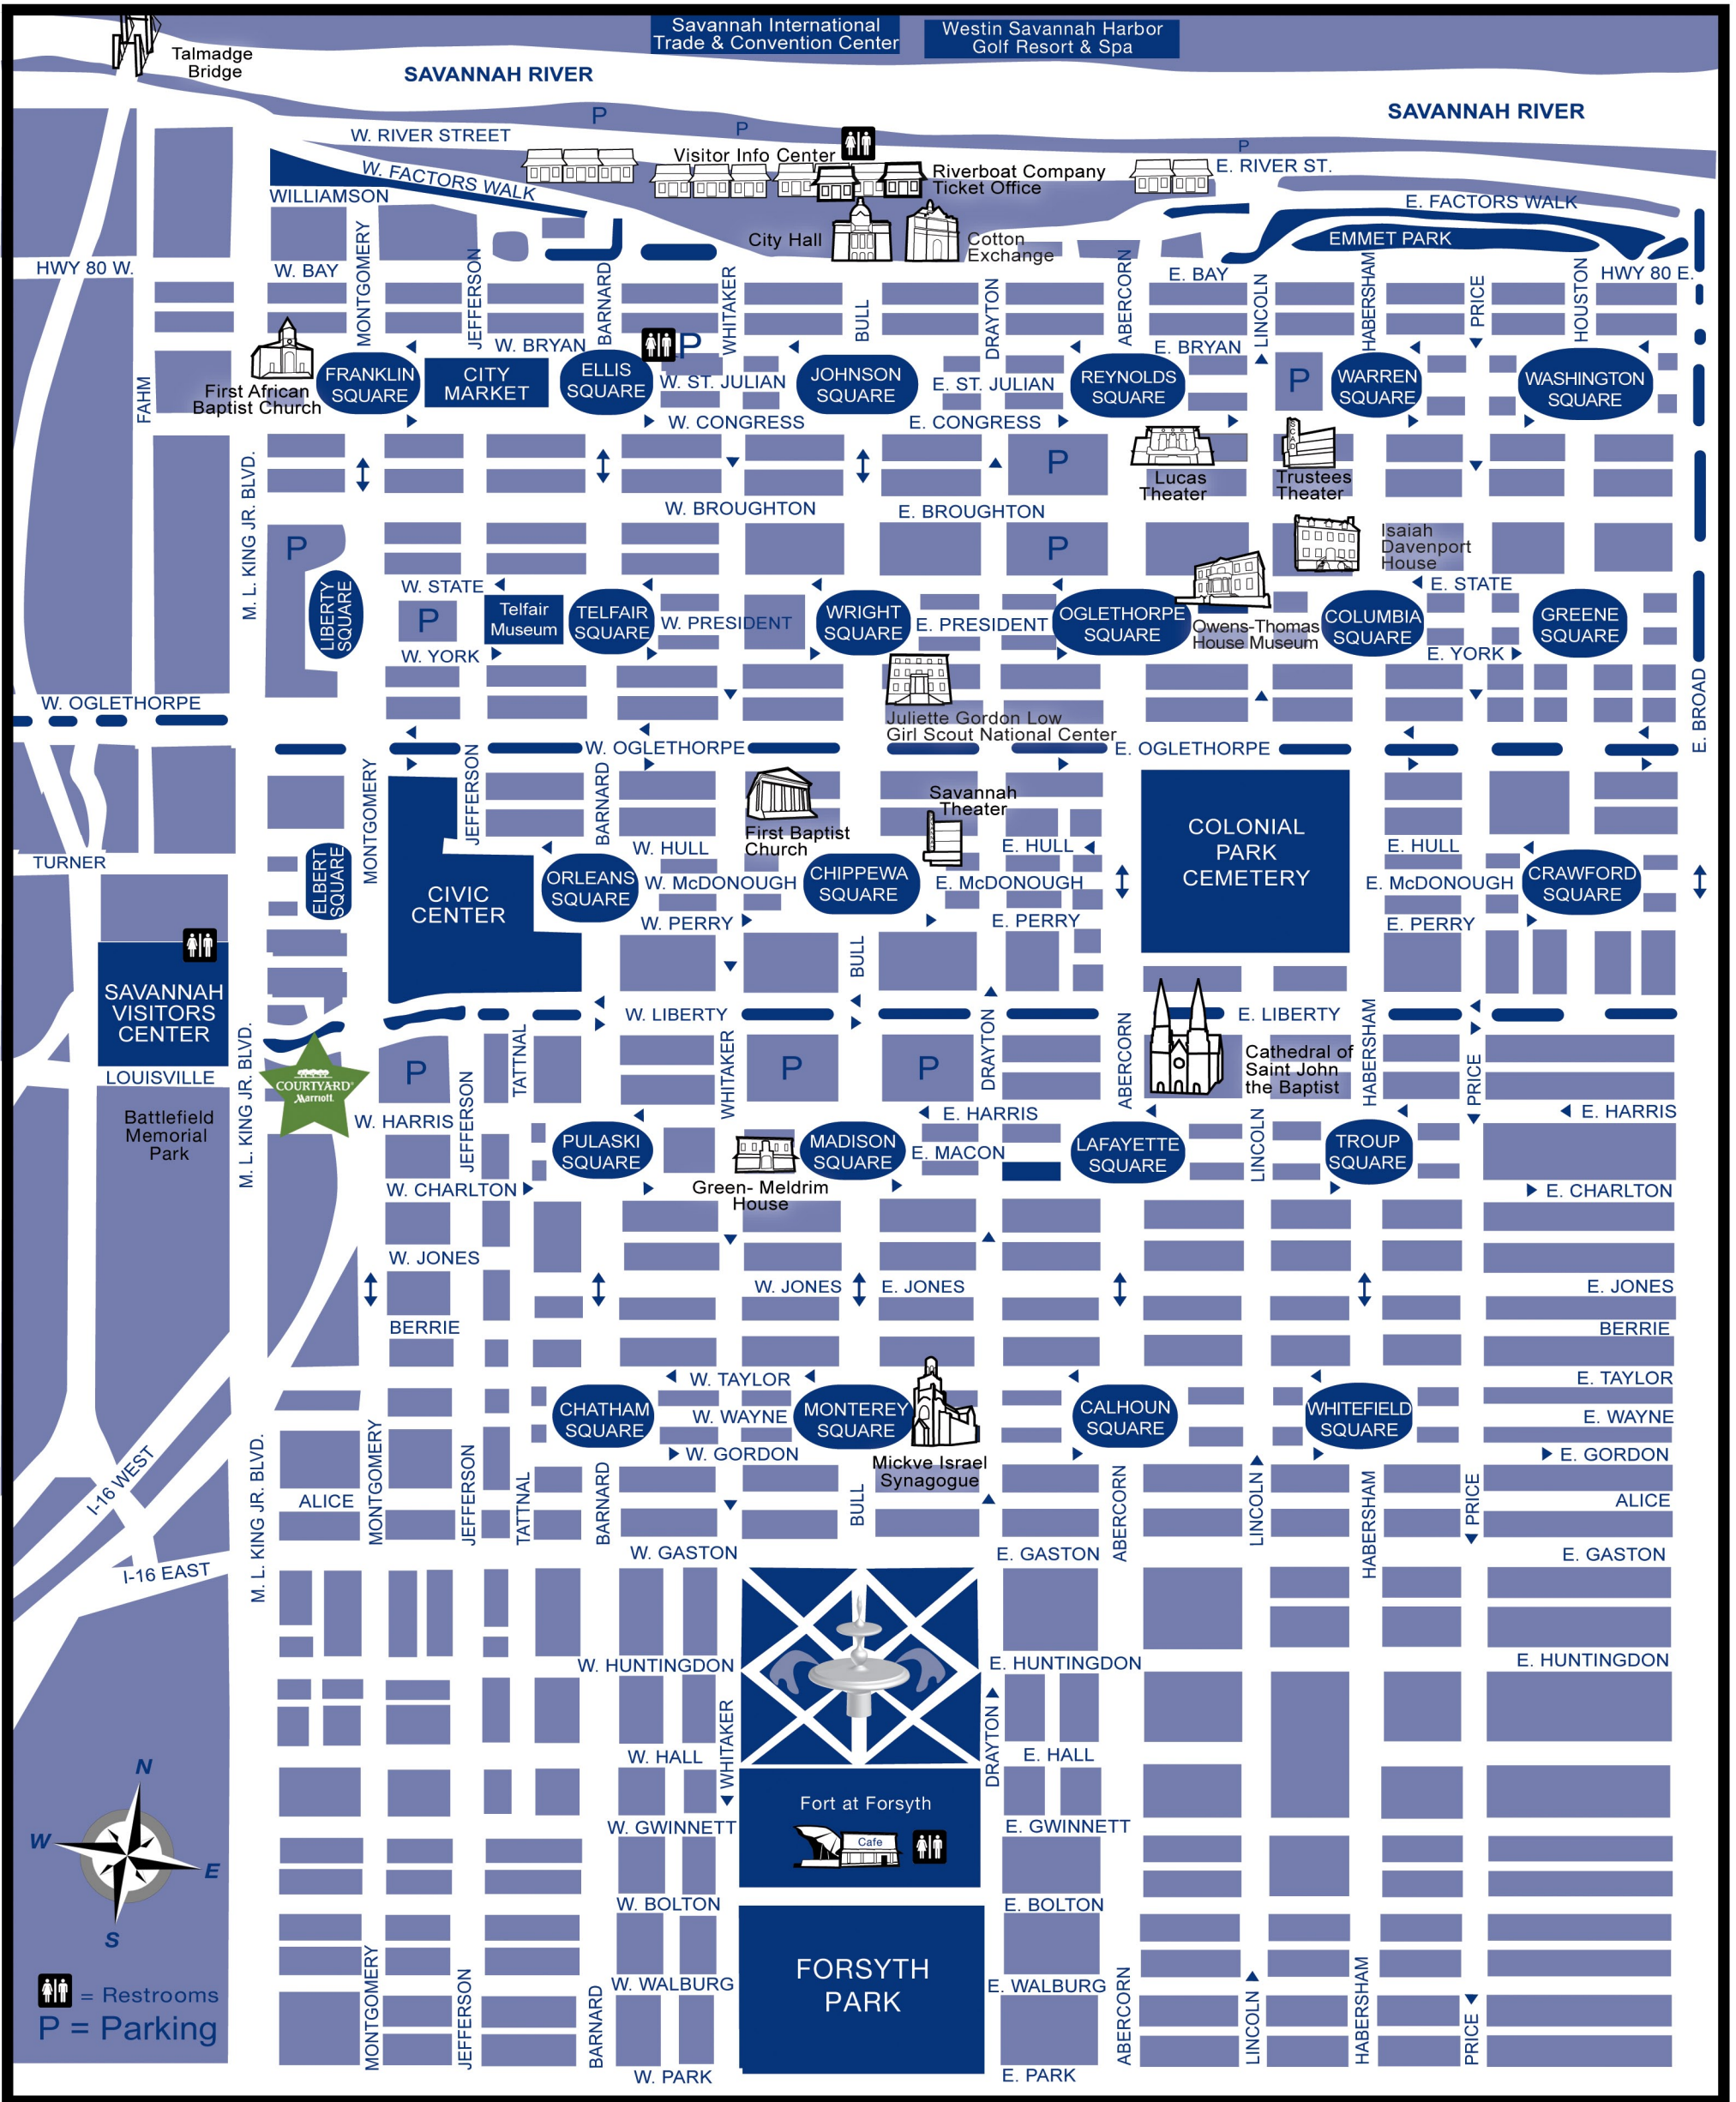 Savannah International
Trade & Convention Center
Westin Savannah Harbor
Golf Resort & Spa
Talmadge
Bridge
SAVANNAH RIVER
SAVANNAH RIVER
P
P
P
W. RIVER STREET
Visitor Info Center
Riverboat Company
Ticket Office
E. RIVER ST.
W. FACTORS WALK
WILLIAMSON
E. FACTORS WALK
EMMET PARK
City Hall
Cotton
Exchange
HWY 80 W.
W. BAY
E. BAY
HWY 80 E.
MONTGOMERY
JEFFERSON
BARNARD
WHITAKER
BULL
DRAYTON
ABERCORN
LINCOLN
HABERSHAM
PRICE
HOUSTON
W. BRYAN
P
E. BRYAN
First African
Baptist Church
FRANKLIN
SQUARE
CITY
MARKET
ELLIS
SQUARE
W. ST. JULIAN
JOHNSON
SQUARE
E. ST. JULIAN
REYNOLDS
SQUARE
P
WARREN
SQUARE
WASHINGTON
SQUARE
FAHM
W. CONGRESS
E. CONGRESS
P
Lucas
Theater
SCAD
Trustees
Theater
M. L. KING JR. BLVD.
W. BROUGHTON
E. BROUGHTON
P
P
Isaiah
Davenport
House
W. STATE
E. STATE
LIBERTY
SQUARE
P
Telfair
Museum
TELFAIR
SQUARE
W. PRESIDENT
WRIGHT
SQUARE
E. PRESIDENT
OGLETHORPE
SQUARE
Owens-Thomas
House Museum
COLUMBIA
SQUARE
GREENE
SQUARE
W. YORK
E. YORK
W. OGLETHORPE
Juliette Gordon Low
Girl Scout National Center
W. OGLETHORPE
E. OGLETHORPE
E. BROAD
MONTGOMERY
JEFFERSON
BARNARD
First Baptist
Church
Savannah
Theater
COLONIAL
PARK
CEMETERY
TURNER
ELBERT
SQUARE
W. HULL
E. HULL
E. HULL
CIVIC
CENTER
ORLEANS
SQUARE
W. McDONOUGH
CHIPPEWA
SQUARE
E. McDONOUGH
E. McDONOUGH
CRAWFORD
SQUARE
W. PERRY
E. PERRY
E. PERRY
BULL
SAVANNAH
VISITORS
CENTER
W. LIBERTY
E. LIBERTY
LOUISVILLE
M. L. KING JR. BLVD.
COURTYARD®
Marriott
P
TATTNAL
JEFFERSON
WHITAKER
P
P
DRAYTON
ABERCORN
Cathedral of
Saint John
the Baptist
HABERSHAM
PRICE
Battlefield
Memorial
Park
W. HARRIS
E. HARRIS
E. HARRIS
PULASKI
SQUARE
MADISON
SQUARE
E. MACON
LAFAYETTE
SQUARE
LINCOLN
TROUP
SQUARE
W. CHARLTON
Green- Meldrim
House
E. CHARLTON
W. JONES
W. JONES
E. JONES
E. JONES
BERRIE
BERRIE
W. TAYLOR
E. TAYLOR
CHATHAM
SQUARE
W. WAYNE
MONTEREY
SQUARE
CALHOUN
SQUARE
WHITEFIELD
SQUARE
E. WAYNE
W. GORDON
E. GORDON
Mickve Israel
Synagogue
I-16 WEST
M. L. KING JR. BLVD.
ALICE
MONTGOMERY
JEFFERSON
TATTNAL
BARNARD
BULL
ABERCORN
LINCOLN
HABERSHAM
PRICE
ALICE
W. GASTON
E. GASTON
E. GASTON
I-16 EAST
W. HUNTINGDON
E. HUNTINGDON
E. HUNTINGDON
WHITAKER
DRAYTON
W. HALL
E. HALL
N
W
E
S
Fort at Forsyth
Cafe
W. GWINNETT
E. GWINNETT
W. BOLTON
E. BOLTON
FORSYTH
PARK
W. WALBURG
E. WALBURG
MONTGOMERY
JEFFERSON
BARNARD
ABERCORN
LINCOLN
HABERSHAM
PRICE
= Restrooms
P = Parking
W. PARK
E. PARK